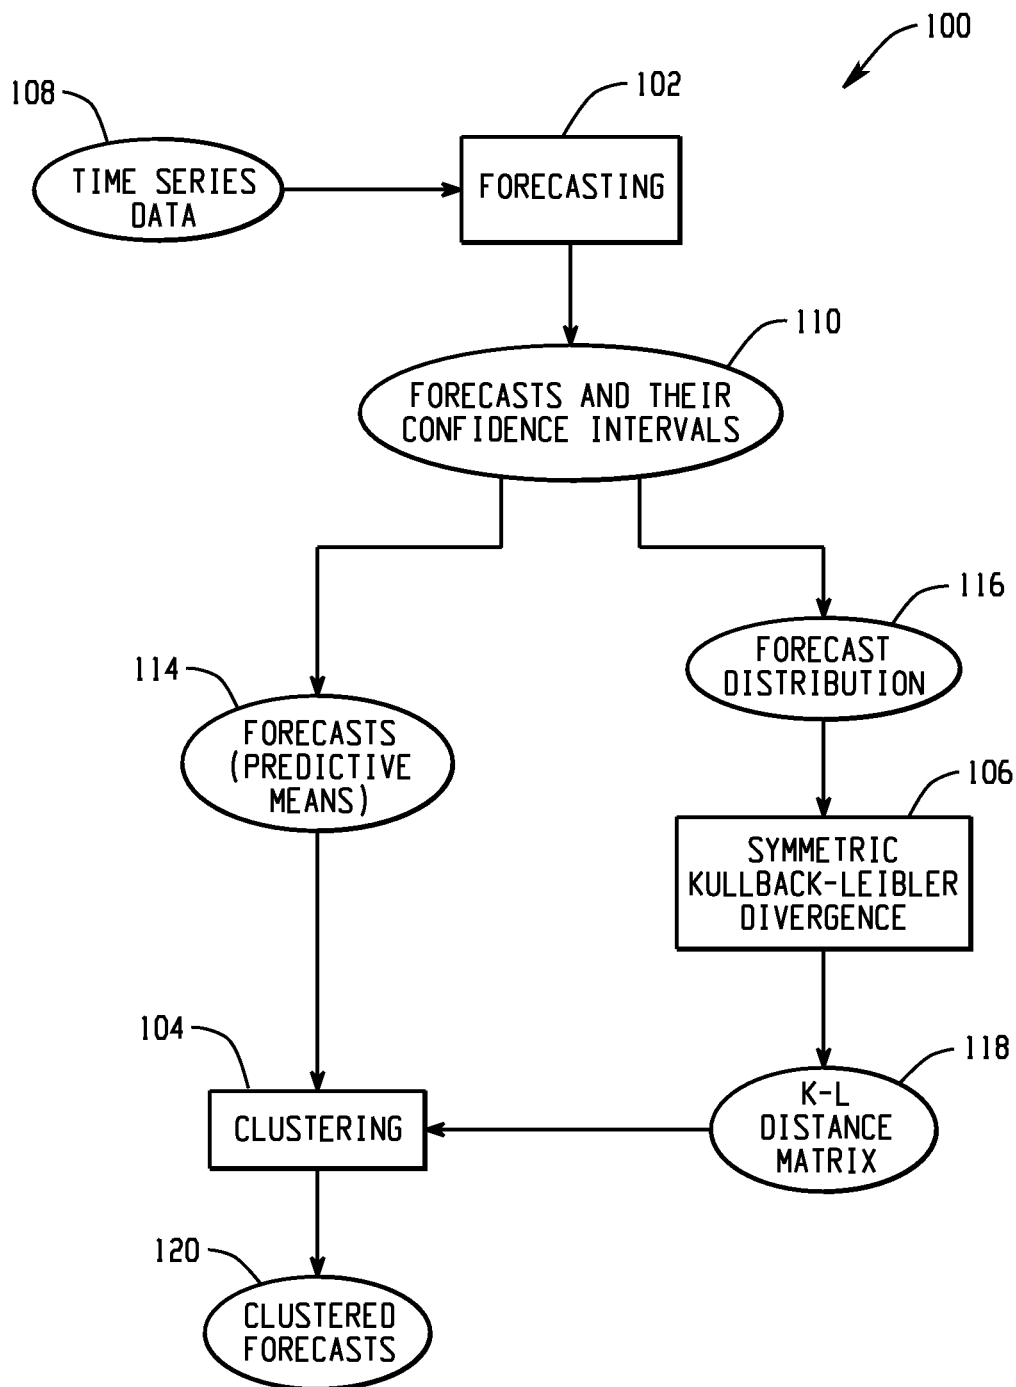 100
108
102
TIME SERIES
DATA
FORECASTING
110
FORECASTS AND THEIR
CONFIDENCE INTERVALS
116
FORECAST
DISTRIBUTION
114
FORECASTS
(PREDICTIVE
MEANS)
106
SYMMETRIC
KULLBACK-LEIBLER
DIVERGENCE
104
118
CLUSTERING
K-L
DISTANCE
MATRIX
120
CLUSTERED
FORECASTS